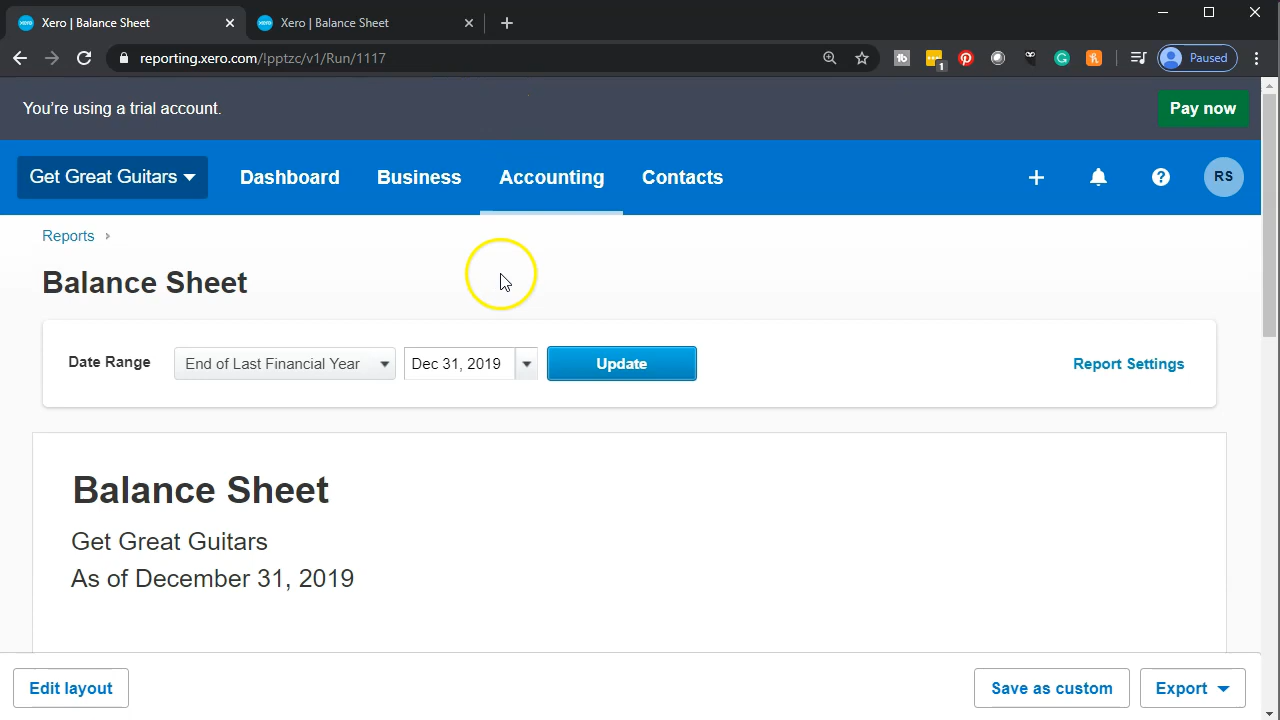 Xero | Balance Sheet
Xero | Balance Sheet
reporting.xero.com/!pptzc/v1/Run/1117
1
Paused
You're using a trial account.
Pay now
Get Great Guitars
Dashboard
Business
Accounting
Contacts
RS
Reports
Balance Sheet
Date Range
End of Last Financial Year
Dec 31, 2019
Update
Report Settings
Balance Sheet
Get Great Guitars
As of December 31, 2019
Edit layout
Save as custom
Export